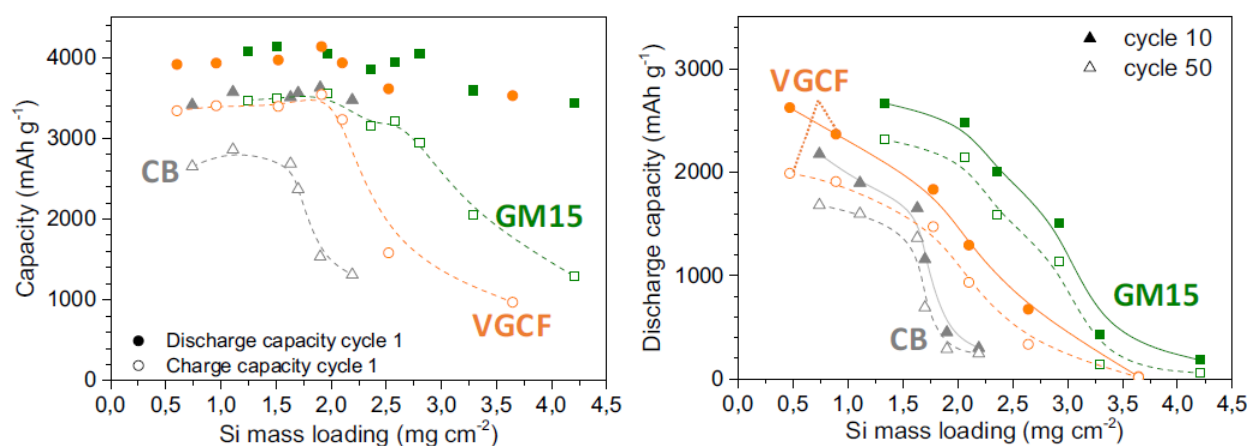 Capacity (mAh g⁻¹)
4000
3000
2000
1000
0
CB
GM15
VGCF
Discharge capacity cycle 1
Charge capacity cycle 1
0,0 0,5 1,0 1,5 2,0 2,5 3,0 3,5 4,0 4,5
Si mass loading (mg cm⁻²)
Discharge capacity (mAh g⁻¹)
3000
2000
1000
0
VGCF
cycle 10
cycle 50
GM15
CB
0,0 0,5 1,0 1,5 2,0 2,5 3,0 3,5 4,0 4,5
Si mass loading (mg cm⁻²)